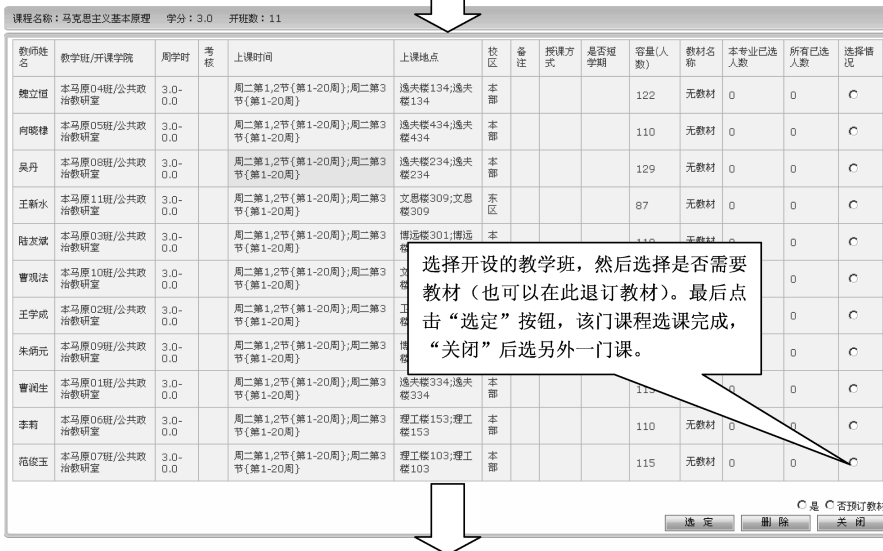 课程名称：马克思主义基本原理 学分：3.0 开班数：11
教师姓名 教学班/开课学院 周学时 考核 上课时间 上课地点 校区 备注 授课方式 是否短学期 容量(人数) 教材名称 本专业已选人数 所有已选人数 选择情况
魏立恒 本马原04班/公共政治教研室 3.0-0.0 周二第1,2节{第1-20周};周二第3节{第1-20周} 逸夫楼134;逸夫楼134 本部 122 无教材 0 0
向晓棣 本马原05班/公共政治教研室 3.0-0.0 周二第1,2节{第1-20周};周二第3节{第1-20周} 逸夫楼434;逸夫楼434 本部 110 无教材 0 0
吴丹 本马原08班/公共政治教研室 3.0-0.0 周二第1,2节{第1-20周};周二第3节{第1-20周} 逸夫楼234;逸夫楼234 本部 129 无教材 0 0
王新水 本马原11班/公共政治教研室 3.0-0.0 周二第1,2节{第1-20周};周二第3节{第1-20周} 文思楼309;文思楼309 东区 87 无教材 0 0
陆友斌 本马原03班/公共政治教研室 3.0-0.0 周二第1,2节{第1-20周};周二第3节{第1-20周} 博远楼301;博远 本
曹现法 本马原10班/公共政治教研室 3.0-0.0 周二第1,2节{第1-20周};周二第3节{第1-20周} 0
王学成 本马原02班/公共政治教研室 3.0-0.0 周二第1,2节{第1-20周};周二第3节{第1-20周} 0
朱炳元 本马原09班/公共政治教研室 3.0-0.0 周二第1,2节{第1-20周};周二第3节{第1-20周} 0
曹润生 本马原01班/公共政治教研室 3.0-0.0 周二第1,2节{第1-20周};周二第3节{第1-20周} 逸夫楼334;逸夫楼334 本部 0
李莉 本马原06班/公共政治教研室 3.0-0.0 周二第1,2节{第1-20周};周二第3节{第1-20周} 理工楼153;理工楼153 本部 110 无教材 0 0
范俊玉 本马原07班/公共政治教研室 3.0-0.0 周二第1,2节{第1-20周};周二第3节{第1-20周} 理工楼103;理工楼103 本部 115 无教材 0 0
选择开设的教学班，然后选择是否需要
教材（也可以在此退订教材）。最后点
击“选定”按钮，该门课程选课完成，
“关闭”后选另外一门课。
是 否预订教材
选 定 删 除 关 闭